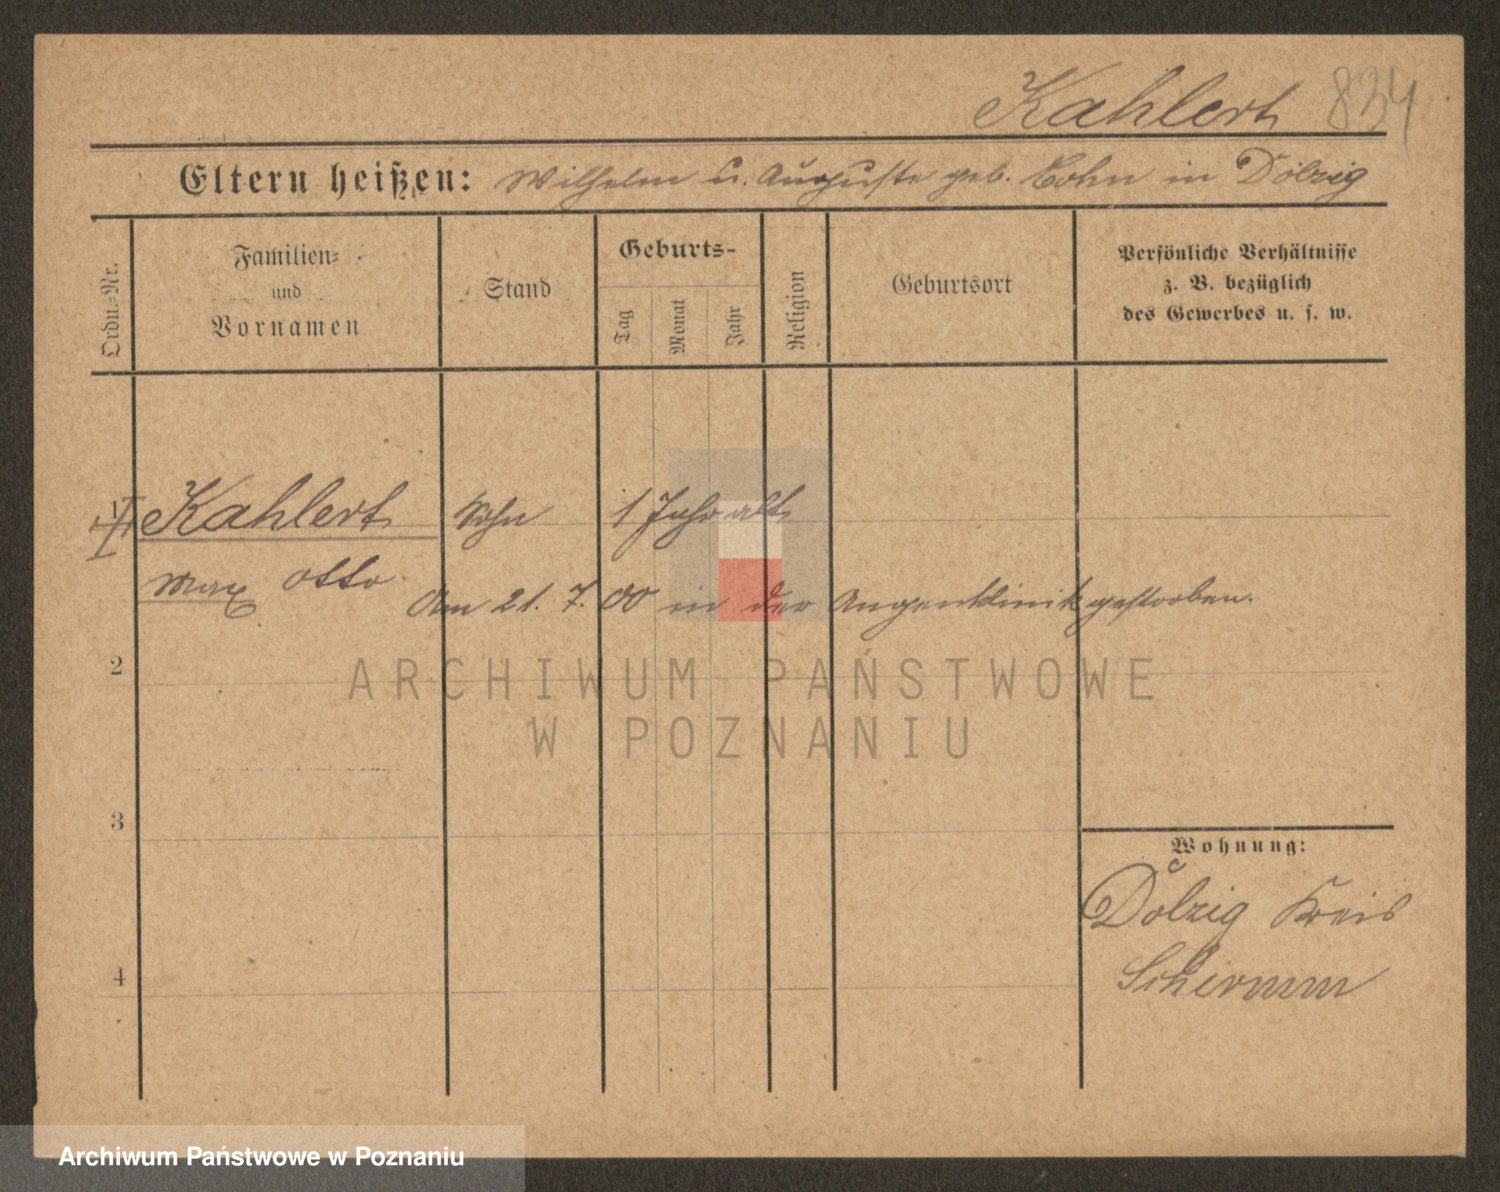 Kahlert 834
Eltern heißen: Wilhelm u. Auguste geb. Cohn in Dölzig
Ordn.-Nr.
Familien-
und
Vornamen
Stand
Geburts-
Tag
Monat
Jahr
Religion
Geburtsort
Persönliche Verhältnisse
z. B. bezüglich
des Gewerbes u. s. w.
Kahlert Sohn 1 Jahr alt
Max Otto
Am 21. 7. 00 in der Augenklinik gestorben.
2
3
4
Wohnung:
Dölzig Kreis
Schrimm
ARCHIWUM PAŃSTWOWE
W POZNANIU
Archiwum Państwowe w Poznaniu